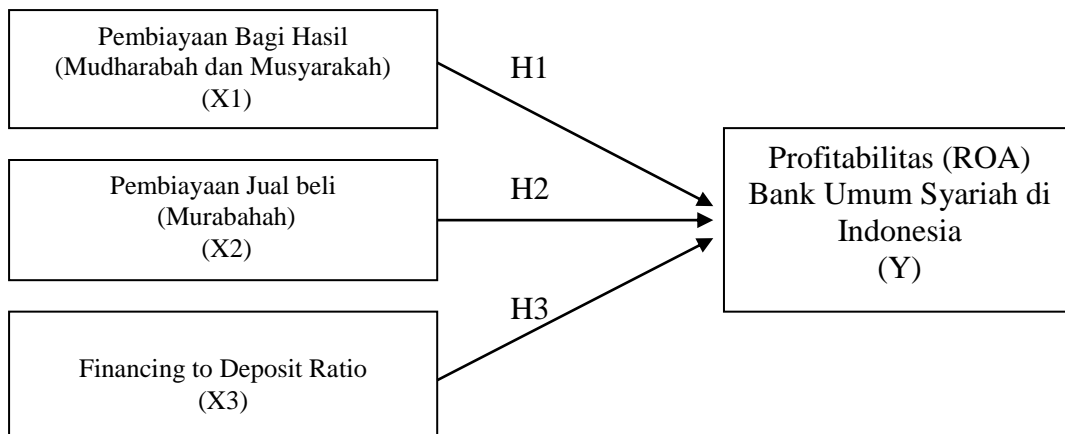 Pembiayaan Bagi Hasil
(Mudharabah dan Musyarakah)
(X1)
H1
Pembiayaan Jual beli
(Murabahah)
(X2)
H2
Financing to Deposit Ratio
(X3)
H3
Profitabilitas (ROA)
Bank Umum Syariah di
Indonesia
(Y)